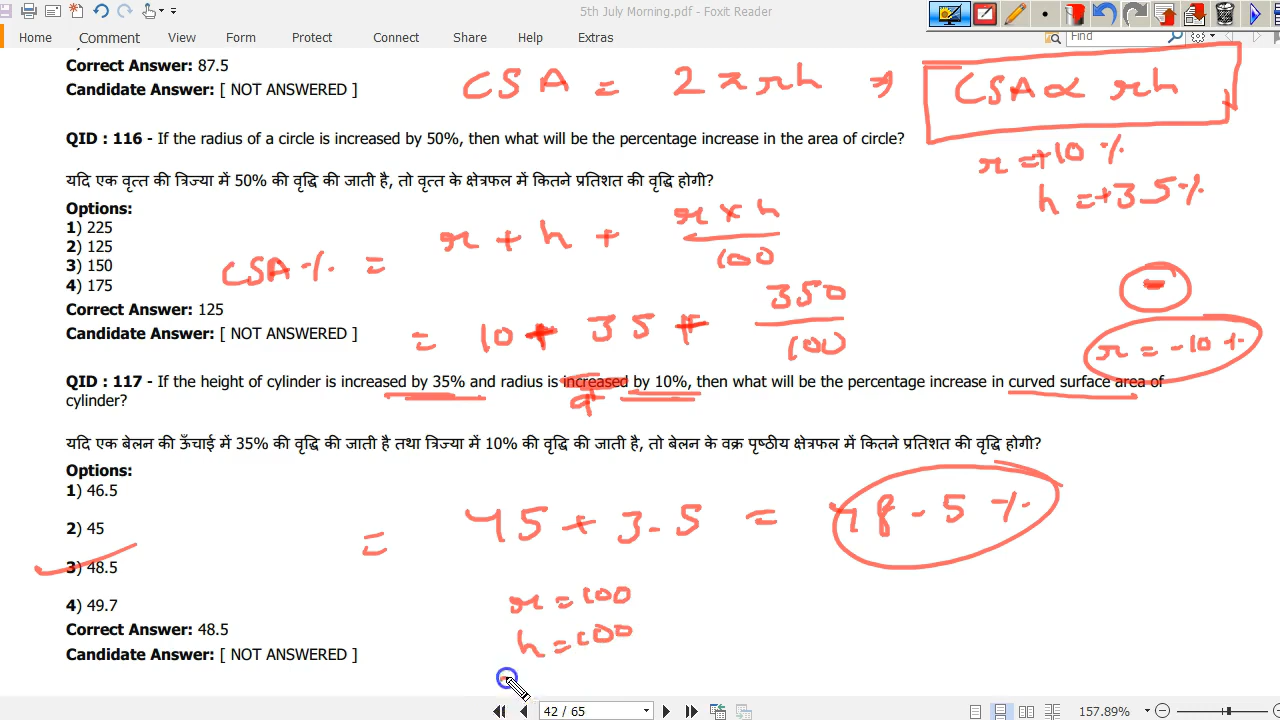 5th July Morning.pdf - Foxit Reader
Home Comment View Form Protect Connect Share Help Extras
Find
Correct Answer: 87.5
Candidate Answer: [ NOT ANSWERED ]
CSA = 2πrh ⇒ CSA ∝ rh
QID : 116 - If the radius of a circle is increased by 50%, then what will be the percentage increase in the area of circle?
r = +10 %
यदि एक वृत्त की त्रिज्या में 50% की वृद्धि की जाती है, तो वृत्त के क्षेत्रफल में कितने प्रतिशत की वृद्धि होगी?
h = +35 %
Options:
1) 225
2) 125
3) 150
4) 175
CSA % = r + h + r × h
100
Correct Answer: 125
Candidate Answer: [ NOT ANSWERED ]
= 10 + 35 + 350
100
-
r = -10 %
QID : 117 - If the height of cylinder is increased by 35% and radius is increased by 10%, then what will be the percentage increase in curved surface area of
cylinder?
d
यदि एक बेलन की ऊँचाई में 35% की वृद्धि की जाती है तथा त्रिज्या में 10% की वृद्धि की जाती है, तो बेलन के वक्र पृष्ठीय क्षेत्रफल में कितने प्रतिशत की वृद्धि होगी?
Options:
1) 46.5
2) 45
3) 48.5
4) 49.7
= 45 + 3.5 = 48.5 %
r = 100
h = 100
Correct Answer: 48.5
Candidate Answer: [ NOT ANSWERED ]
42 / 65
157.89%